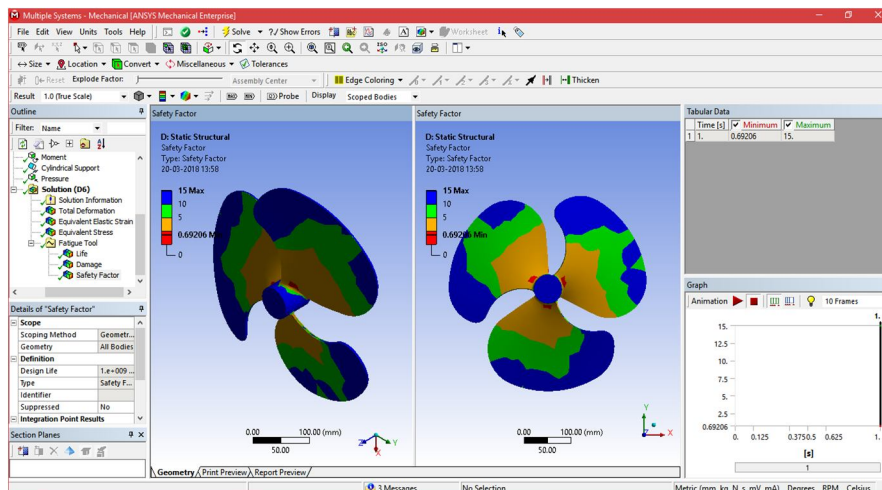 Multiple Systems - Mechanical [ANSYS Mechanical Enterprise]
File Edit View Units Tools Help Solve ?/ Show Errors Worksheet
Size Location Convert Miscellaneous Tolerances
Reset Explode Factor: Assembly Center Edge Coloring Thicken
Result 1.0 (True Scale) Probe Display Scoped Bodies
Outline
Filter: Name
Moment
Cylindrical Support
Pressure
Solution (D6)
Solution Information
Total Deformation
Equivalent Elastic Strain
Equivalent Stress
Fatigue Tool
Life
Damage
Safety Factor
Details of "Safety Factor"
Scope
Scoping Method Geometr...
Geometry All Bodies
Definition
Design Life 1.e+009 ...
Type Safety F...
Identifier
Suppressed No
Integration Point Results
Section Planes
Safety Factor
D: Static Structural
Safety Factor
Type: Safety Factor
20-03-2018 13:58
15 Max
10
5
0.69206 M
0
0.00 100.00 (mm)
50.00
Y
X
Safety Factor
D: Static Structural
Safety Factor
Type: Safety Factor
20-03-2018 13:58
15 Max
10
5
0.69206 Min
0
0.00 100.00 (mm)
50.00
Y
Z
X
Geometry Print Preview Report Preview
Tabular Data
Time [s] Minimum Maximum
1 1. 0.69206 15.
Graph
Animation 10 Frames
1.
15.
12.5
10.
7.5
5.
2.5
0.69206
0. 0.125 0.375 0.5 0.625 1.
[s]
1
3 Messages No Selection Metric (mm, kg, N, s, mV, mA) Degrees RPM Celsius